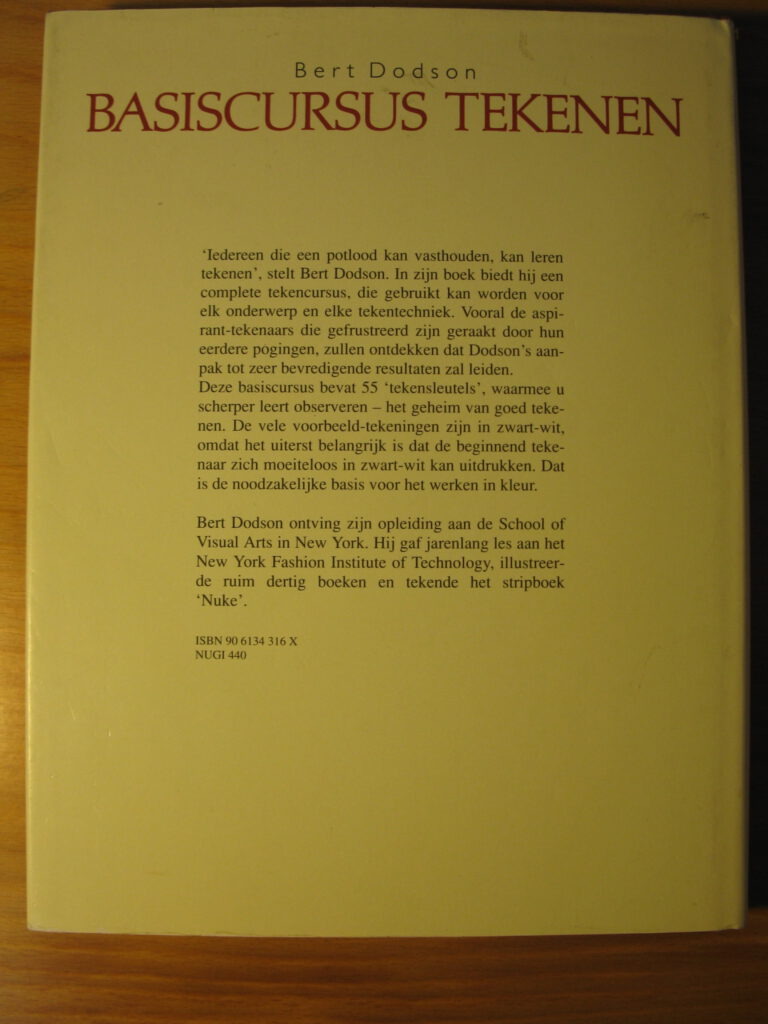 Bert Dodson
BASISCURSUS TEKENEN
‘Iedereen die een potlood kan vasthouden, kan leren
tekenen’, stelt Bert Dodson. In zijn boek biedt hij een
complete tekencursus, die gebruikt kan worden voor
elk onderwerp en elke tekentechniek. Vooral de aspi-
rant-tekenaars die gefrustreerd zijn geraakt door hun
eerdere pogingen, zullen ontdekken dat Dodson’s aan-
pak tot zeer bevredigende resultaten zal leiden.
Deze basiscursus bevat 55 ‘tekensleutels’, waarmee u
scherper leert observeren – het geheim van goed teke-
nen. De vele voorbeeld-tekeningen zijn in zwart-wit,
omdat het uiterst belangrijk is dat de beginnend teke-
naar zich moeiteloos in zwart-wit kan uitdrukken. Dat
is de noodzakelijke basis voor het werken in kleur.
Bert Dodson ontving zijn opleiding aan de School of
Visual Arts in New York. Hij gaf jarenlang les aan het
New York Fashion Institute of Technology, illustreer-
de ruim dertig boeken en tekende het stripboek
‘Nuke’.
ISBN 90 6134 316 X
NUGI 440